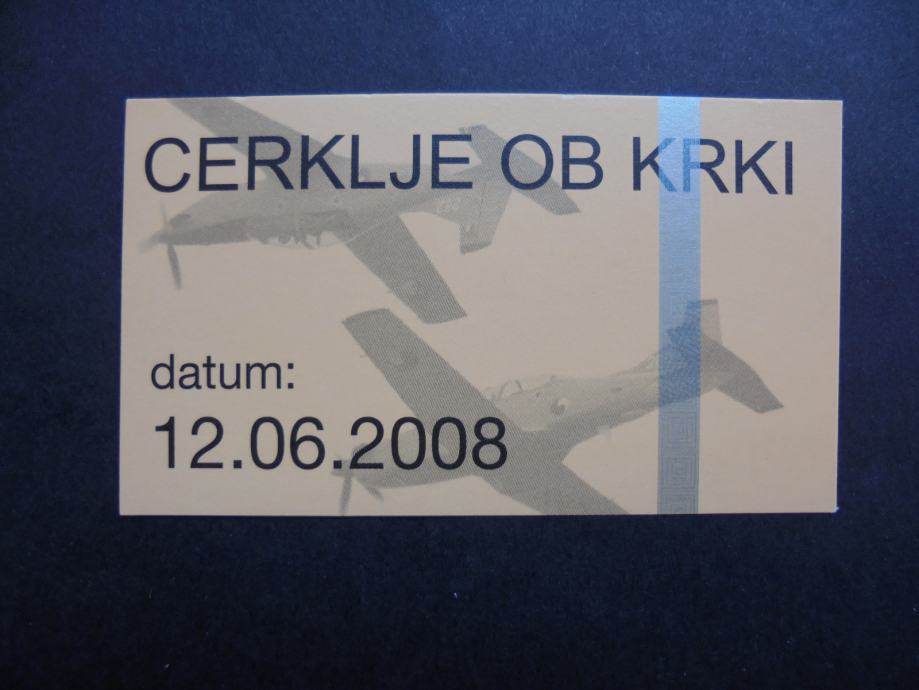 CERKLJE OB KRKI
datum:
12.06.2008